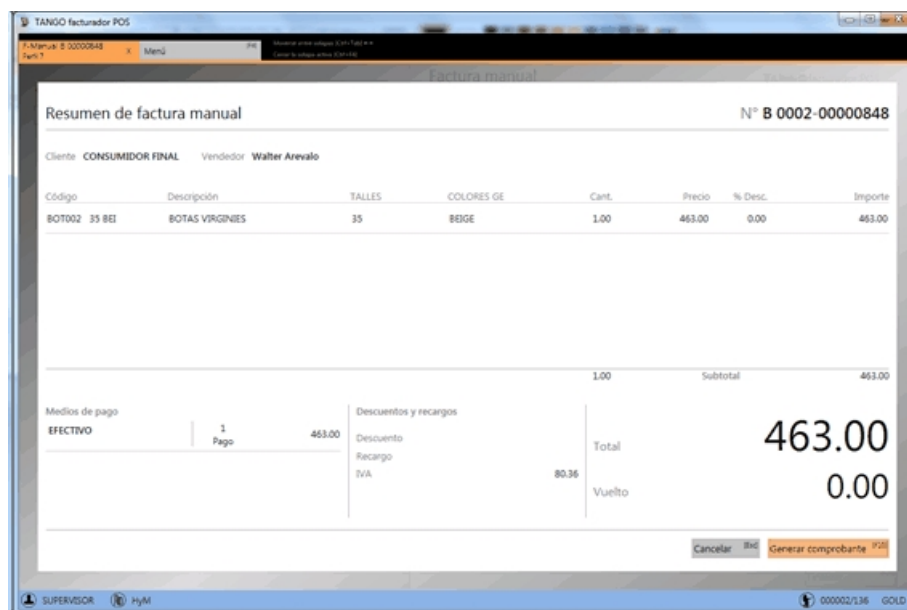 TANGO facturador POS
F-Manual B 00000848 X Menú
Perfil 7
Factura manual
Resumen de factura manual N° B 0002-00000848
Cliente CONSUMIDOR FINAL Vendedor Walter Arevalo
Código Descripción TALLES COLORES GE Cant. Precio % Desc. Importe
BOT002 35 BEI BOTAS VIRGINIES 35 BEIGE 1.00 463.00 0.00 463.00
1.00 Subtotal 463.00
Medios de pago Descuentos y recargos
EFECTIVO 1 Pago 463.00
Descuento
Recargo
IVA 80.36
Total 463.00
Vuelto 0.00
Cancelar [Esc] Generar comprobante [F10]
SUPERVISOR HyM 000002/136 GOLD